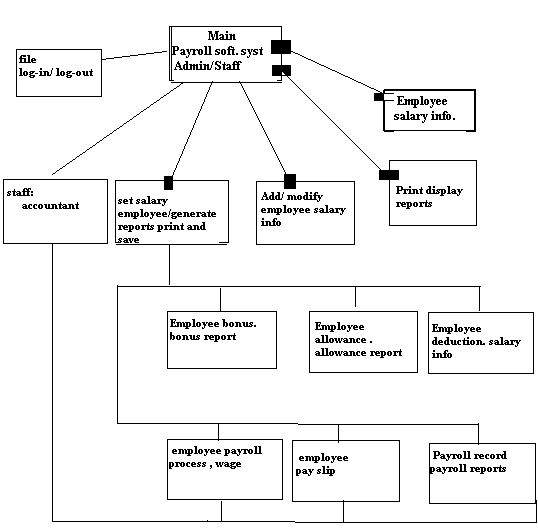 Main
Payroll soft. syst
Admin/Staff
file
log-in/ log-out
Employee
salary info.
staff:
accountant
set salary
employee/generate
reports print and
save
Add/ modify
employee salary
info
Print display
reports
Employee bonus.
bonus report
Employee
allowance .
allowance report
Employee
deduction. salary
info
employee payroll
process , wage
employee
pay slip
Payroll record
payroll reports